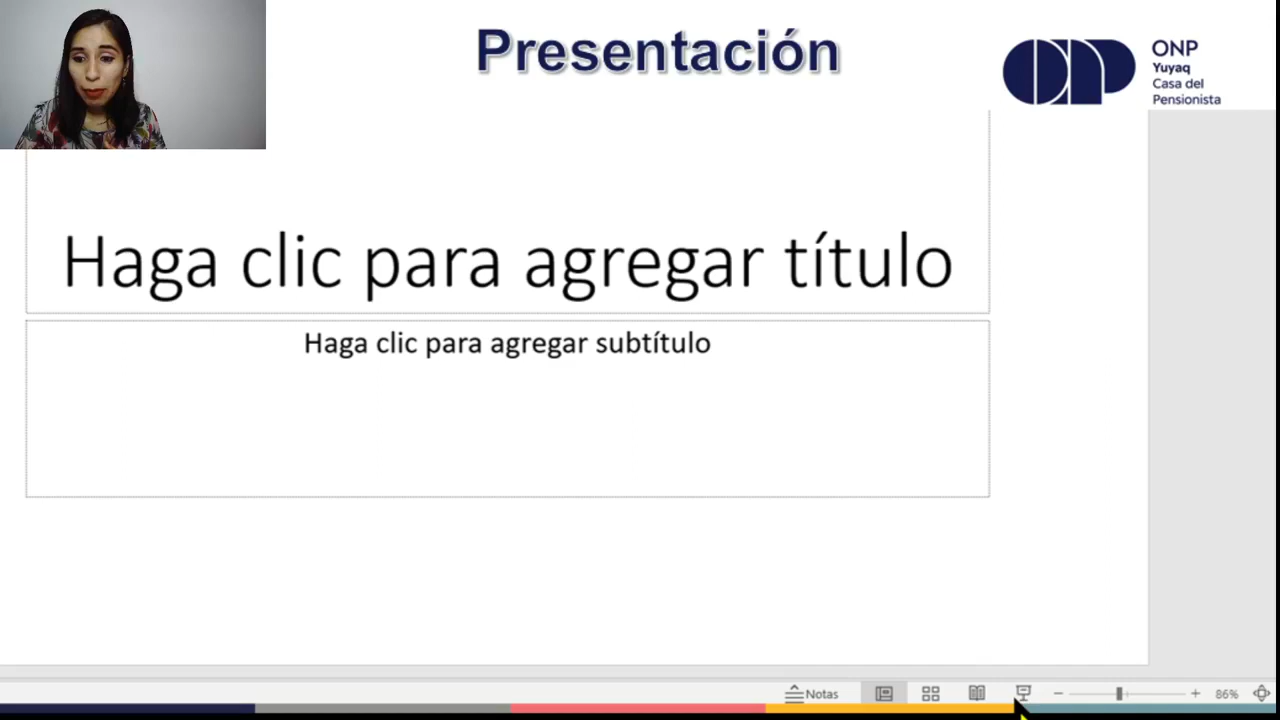 Presentación
ONP
Yuyaq
Casa del
Pensionista
Haga clic para agregar título
Haga clic para agregar subtítulo
Notas
86%